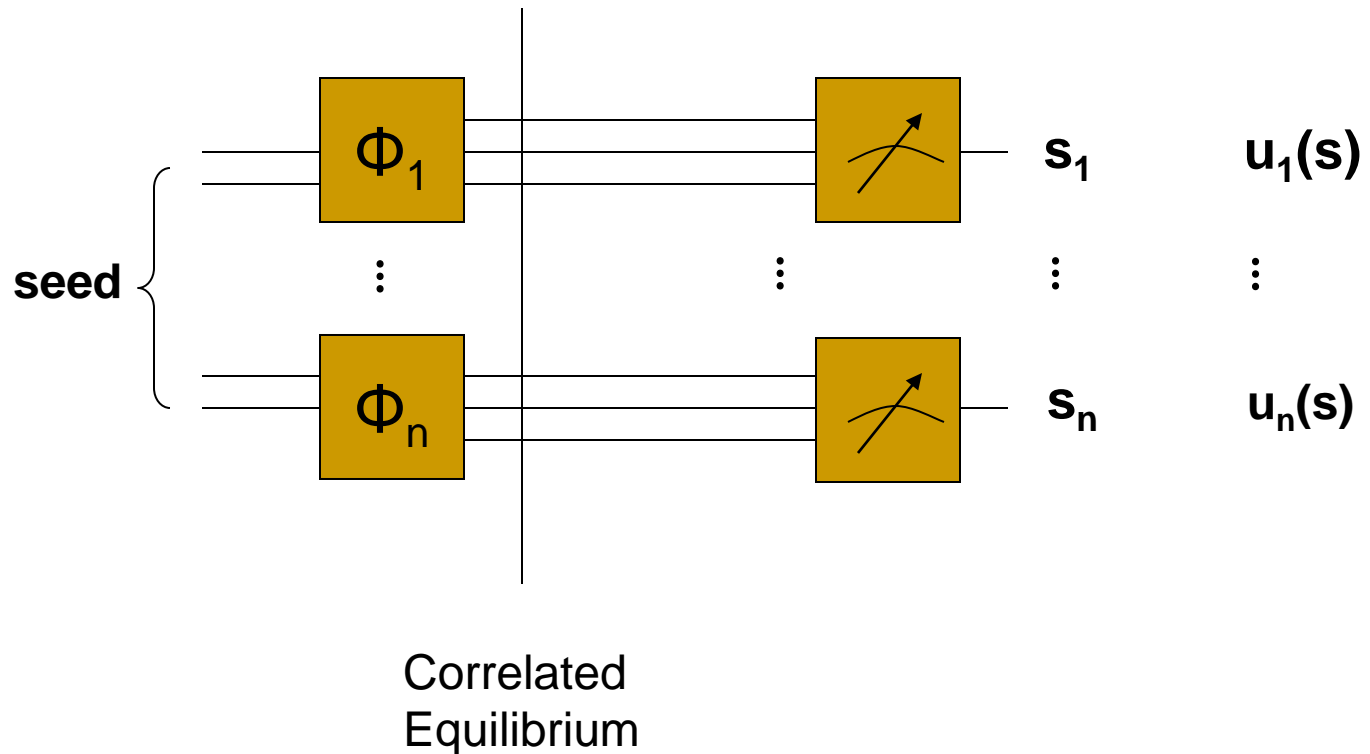 Φ₁ s₁ u₁(s)
⋮ ⋮ ⋮ ⋮
seed
Φₙ sₙ uₙ(s)
Correlated
Equilibrium